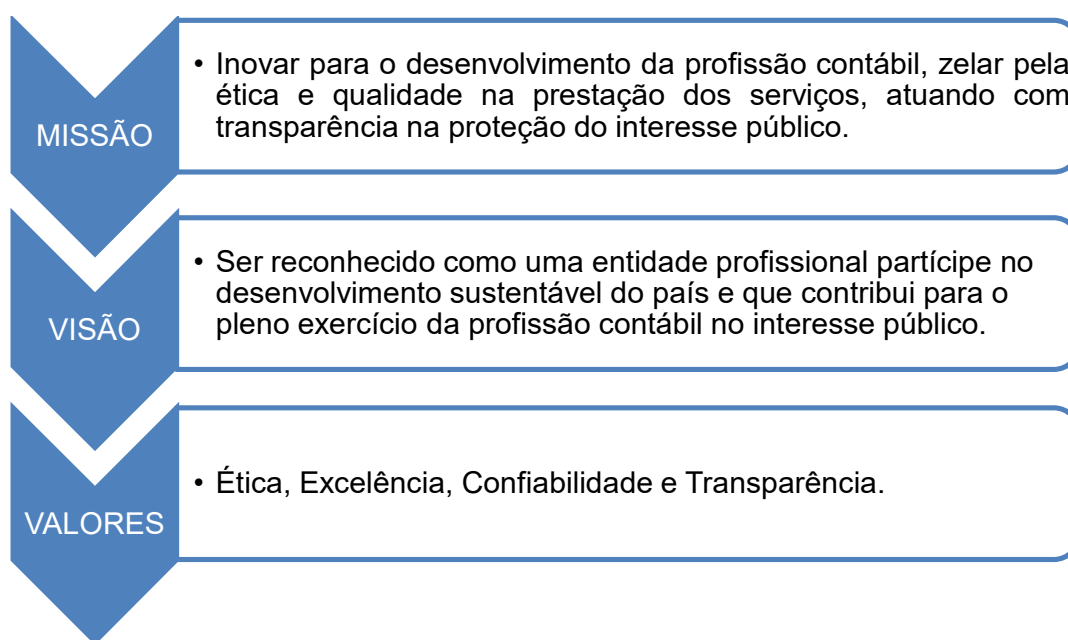 MISSÃO
• Inovar para o desenvolvimento da profissão contábil, zelar pela
ética e qualidade na prestação dos serviços, atuando com
transparência na proteção do interesse público.
VISÃO
• Ser reconhecido como uma entidade profissional partícipe no
desenvolvimento sustentável do país e que contribui para o
pleno exercício da profissão contábil no interesse público.
VALORES
• Ética, Excelência, Confiabilidade e Transparência.